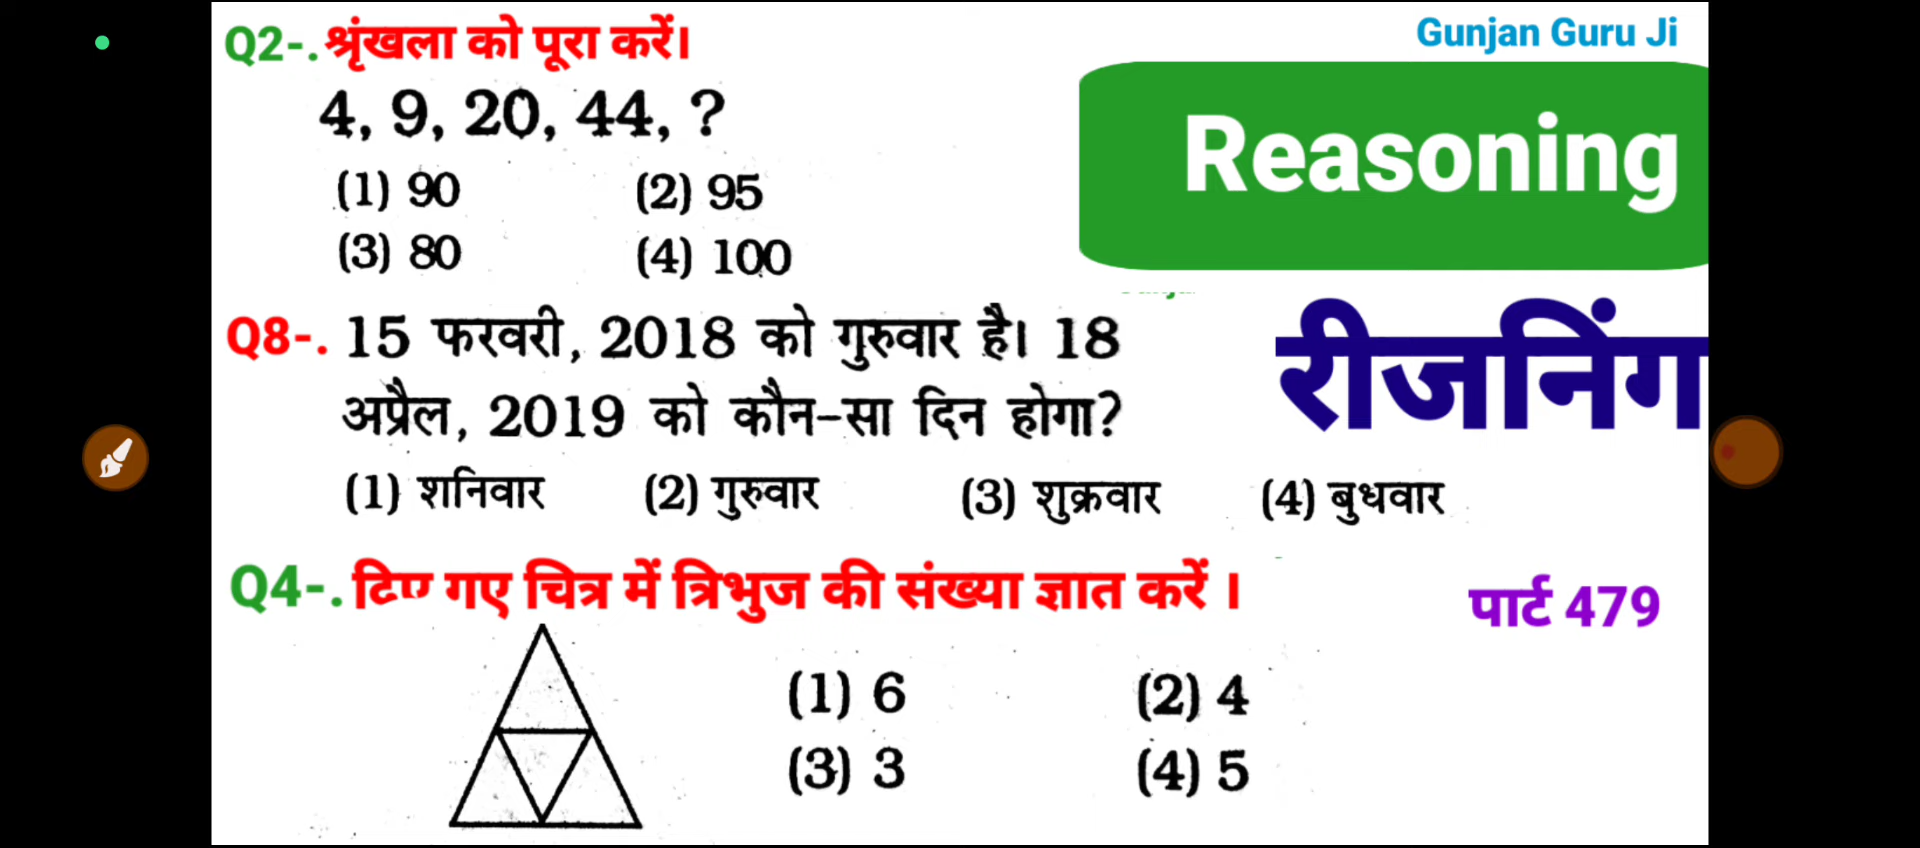 Q2-. श्रृंखला को पूरा करें।
4, 9, 20, 44, ?
(1) 90 (2) 95
(3) 80 (4) 100
Gunjan Guru Ji
Reasoning
रीजनिंग
Q8-. 15 फरवरी, 2018 को गुरुवार है। 18
अप्रैल, 2019 को कौन-सा दिन होगा?
(1) शनिवार (2) गुरुवार (3) शुक्रवार (4) बुधवार
Q4-. दिए गए चित्र में त्रिभुज की संख्या ज्ञात करें ।
पार्ट 479
(1) 6 (2) 4
(3) 3 (4) 5